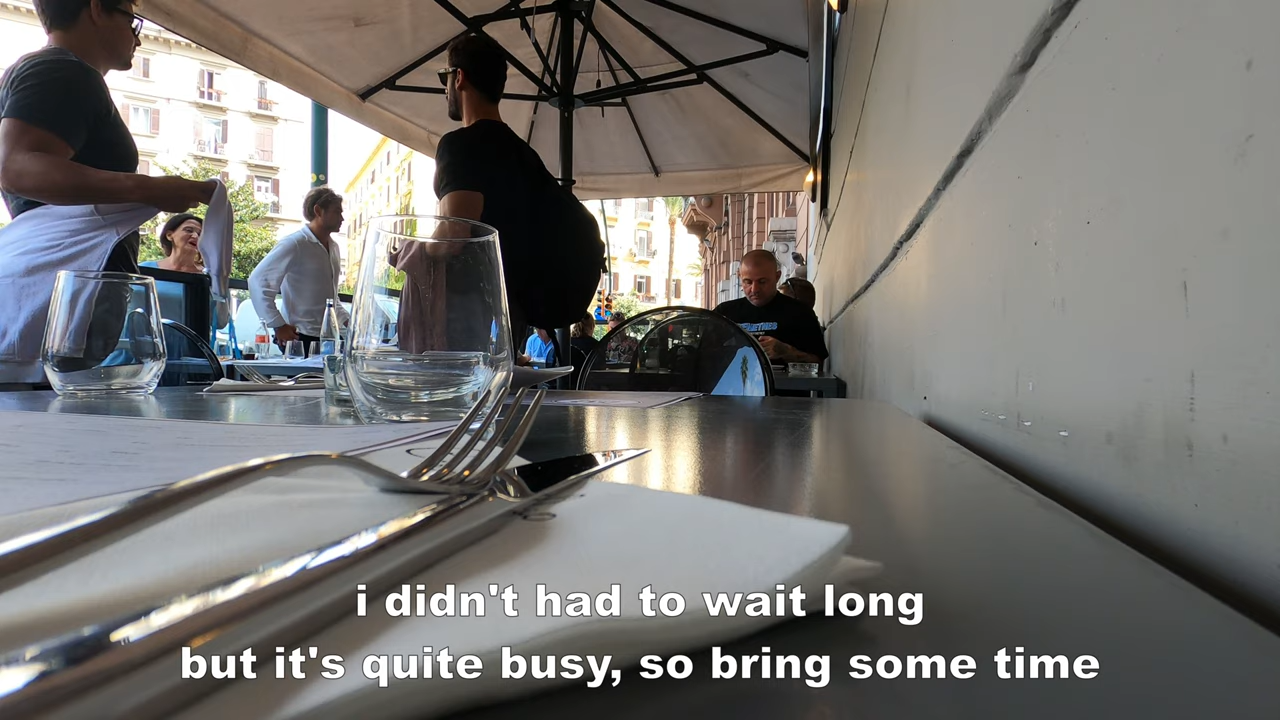 i didn't had to wait long
but it's quite busy, so bring some time